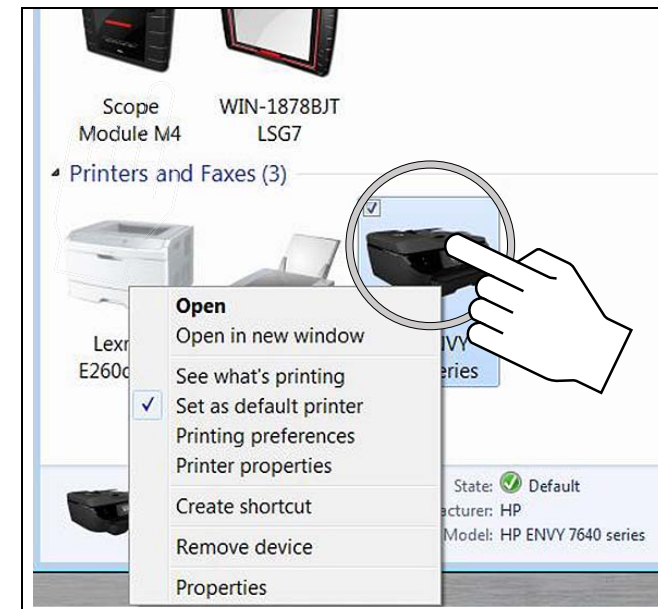 Scope
Module M4
WIN-1878BJT
LSG7
Printers and Faxes (3)
Open
Open in new window
See what's printing
Set as default printer
Printing preferences
Printer properties
Create shortcut
Remove device
Properties
State: Default
HP
Model: HP ENVY 7640 series